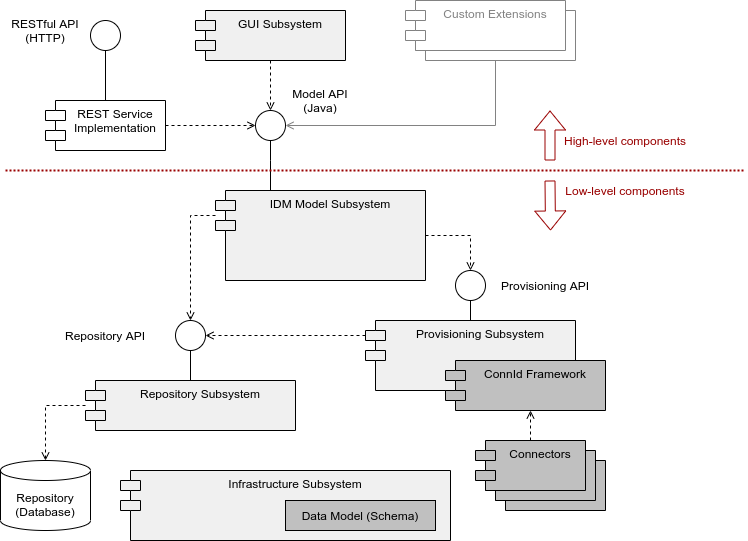 RESTful API
(HTTP)
GUI Subsystem
Custom Extensions
Model API
(Java)
REST Service
Implementation
High-level components
Low-level components
IDM Model Subsystem
Provisioning API
Repository API
Provisioning Subsystem
ConnId Framework
Repository Subsystem
Connectors
Repository
(Database)
Infrastructure Subsystem
Data Model (Schema)